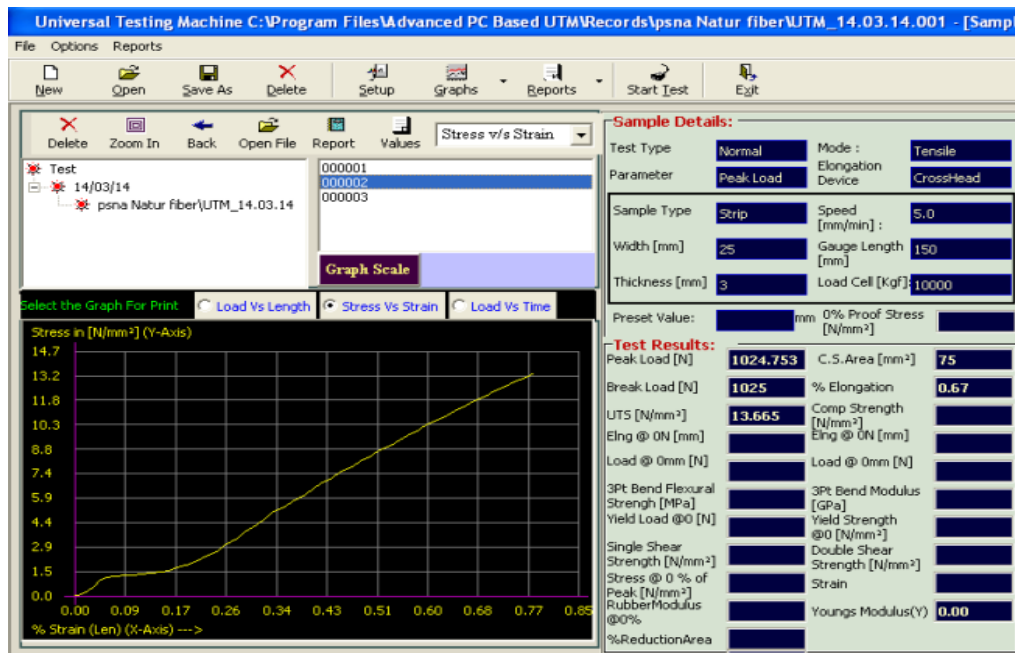 Universal Testing Machine C:\Program Files\Advanced PC Based UTM\Records\psna Natur fiber\UTM_14.03.14.001 - [Sampl
File Options Reports
New Open Save As Delete Setup Graphs Reports Start Test Exit
Delete Zoom In Back Open File Report Values Stress v/s Strain
Test
14/03/14
psna Natur fiber\UTM_14.03.14
000001
000002
000003
Graph Scale
Select the Graph For Print Load Vs Length Stress Vs Strain Load Vs Time
Stress in [N/mm²] (Y-Axis)
14.7
13.2
11.8
10.3
8.8
7.4
5.9
4.4
2.9
1.5
0.0
0.00 0.09 0.17 0.26 0.34 0.43 0.51 0.60 0.68 0.77 0.85
% Strain (Len) (X-Axis) --->
Sample Details:
Test Type Normal Mode : Tensile
Parameter Peak Load Elongation Device CrossHead
Sample Type Strip Speed [mm/min] : 5.0
Width [mm] 25 Gauge Length [mm] 150
Thickness [mm] 3 Load Cell [Kgf]: 10000
Preset Value: mm 0% Proof Stress [N/mm²]
Test Results:
Peak Load [N] 1024.753 C.S.Area [mm²] 75
Break Load [N] 1025 % Elongation 0.67
UTS [N/mm²] 13.665 Comp Strength [N/mm²]
Elng @ 0N [mm] Elng @ 0N [mm]
Load @ 0mm [N] Load @ 0mm [N]
3Pt Bend Flexural Strengh [MPa] 3Pt Bend Modulus [GPa]
Yield Load @0 [N] Yield Strength @0 [N/mm²]
Single Shear Strength [N/mm²] Double Shear Strength [N/mm²]
Stress @ 0 % of Peak [N/mm²] Strain
RubberModulus @0% Youngs Modulus(Y) 0.00
%ReductionArea